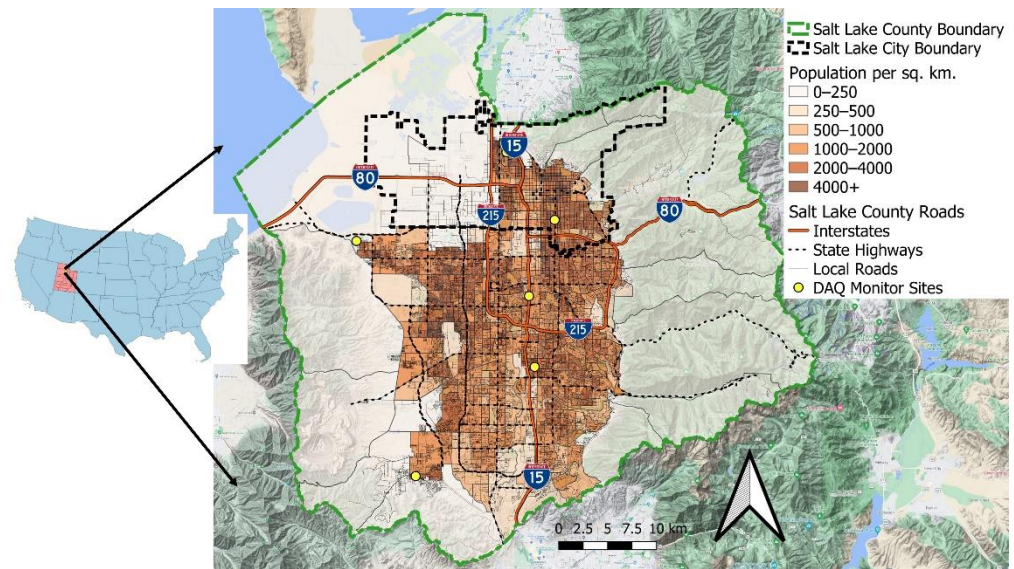 Salt Lake County Boundary
Salt Lake City Boundary
Population per sq. km.
0–250
250–500
500–1000
1000–2000
2000–4000
4000+
Salt Lake County Roads
Interstates
State Highways
Local Roads
DAQ Monitor Sites
15
80
215
80
215
15
0 2.5 5 7.5 10 km